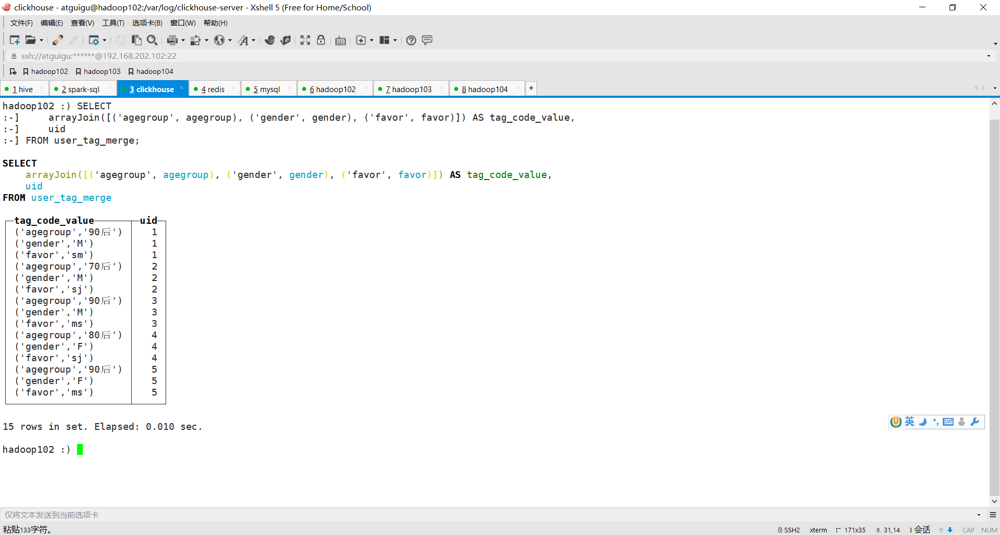 clickhouse - atguigu@hadoop102:/var/log/clickhouse-server - Xshell 5 (Free for Home/School)
文件(F) 编辑(E) 查看(V) 工具(T) 选项卡(B) 窗口(W) 帮助(H)
ssh://atguigu:******@192.168.202.102:22
hadoop102 hadoop103 hadoop104
1 hive 2 spark-sql 3 clickhouse 4 redis 5 mysql 6 hadoop102 7 hadoop103 8 hadoop104
hadoop102 :) SELECT
:-]     arrayJoin([('agegroup', agegroup), ('gender', gender), ('favor', favor)]) AS tag_code_value,
:-]     uid
:-] FROM user_tag_merge;
SELECT
    arrayJoin([('agegroup', agegroup), ('gender', gender), ('favor', favor)]) AS tag_code_value,
    uid
FROM user_tag_merge
tag_code_value uid
('agegroup','90后') 1
('gender','M') 1
('favor','sm') 1
('agegroup','70后') 2
('gender','M') 2
('favor','sj') 2
('agegroup','90后') 3
('gender','M') 3
('favor','ms') 3
('agegroup','80后') 4
('gender','F') 4
('favor','sj') 4
('agegroup','90后') 5
('gender','F') 5
('favor','ms') 5
15 rows in set. Elapsed: 0.010 sec.
英
hadoop102 :)
仅将文本发送到当前选项卡
粘贴133字符。 SSH2 xterm 171x35 31,14 3 会话 CAP NUM